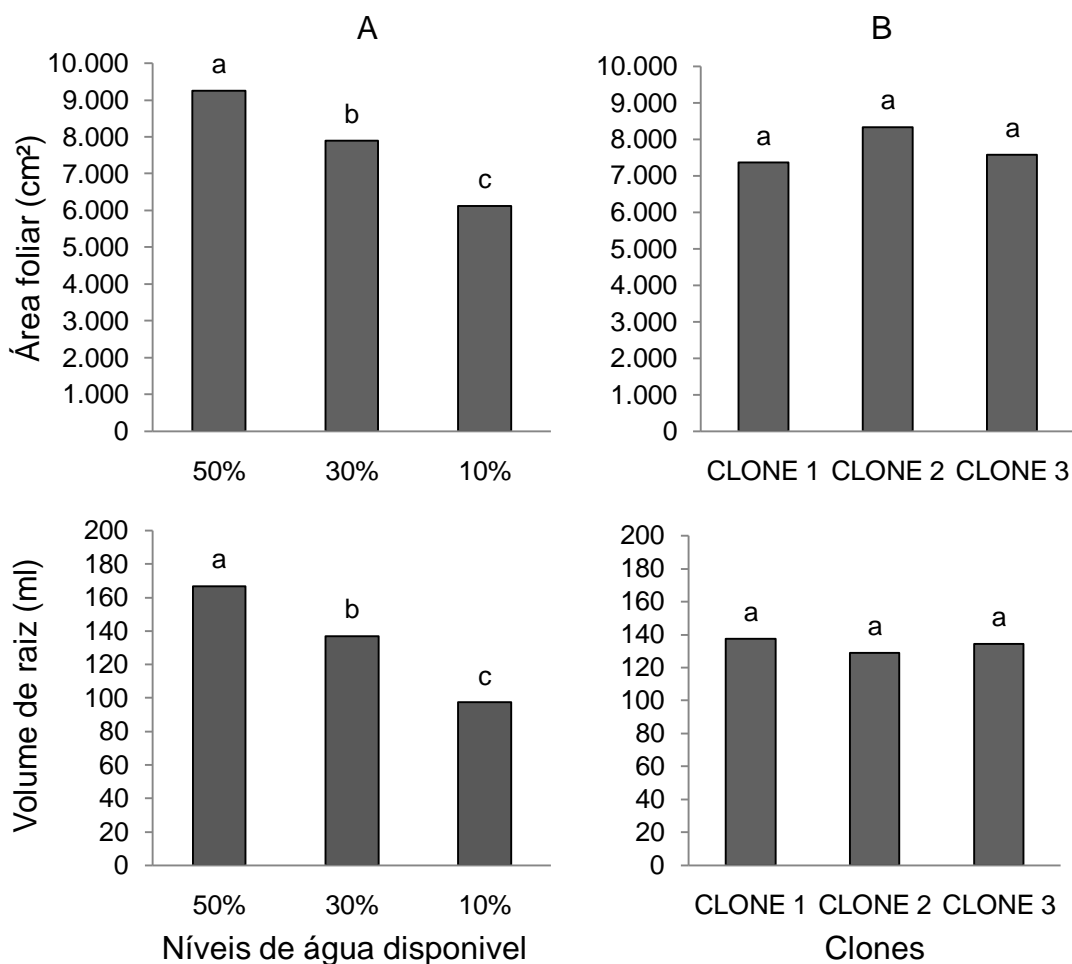 A
Área foliar (cm²)
10.000
9.000
8.000
7.000
6.000
5.000
4.000
3.000
2.000
1.000
0
a
b
c
50% 30% 10%
B
10.000
9.000
8.000
7.000
6.000
5.000
4.000
3.000
2.000
1.000
0
a
a
a
CLONE 1 CLONE 2 CLONE 3
Volume de raiz (ml)
200
180
160
140
120
100
80
60
40
20
0
a
b
c
50% 30% 10%
Níveis de água disponivel
200
180
160
140
120
100
80
60
40
20
0
a
a
a
CLONE 1 CLONE 2 CLONE 3
Clones